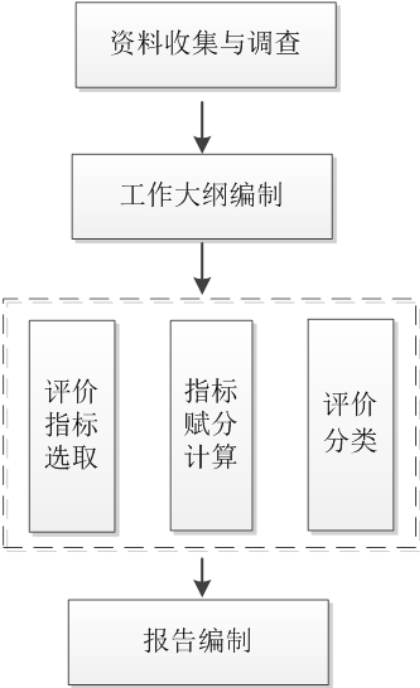 资料收集与调查
工作大纲编制
评价
指标
选取
指标
赋分
计算
评价
分类
报告编制